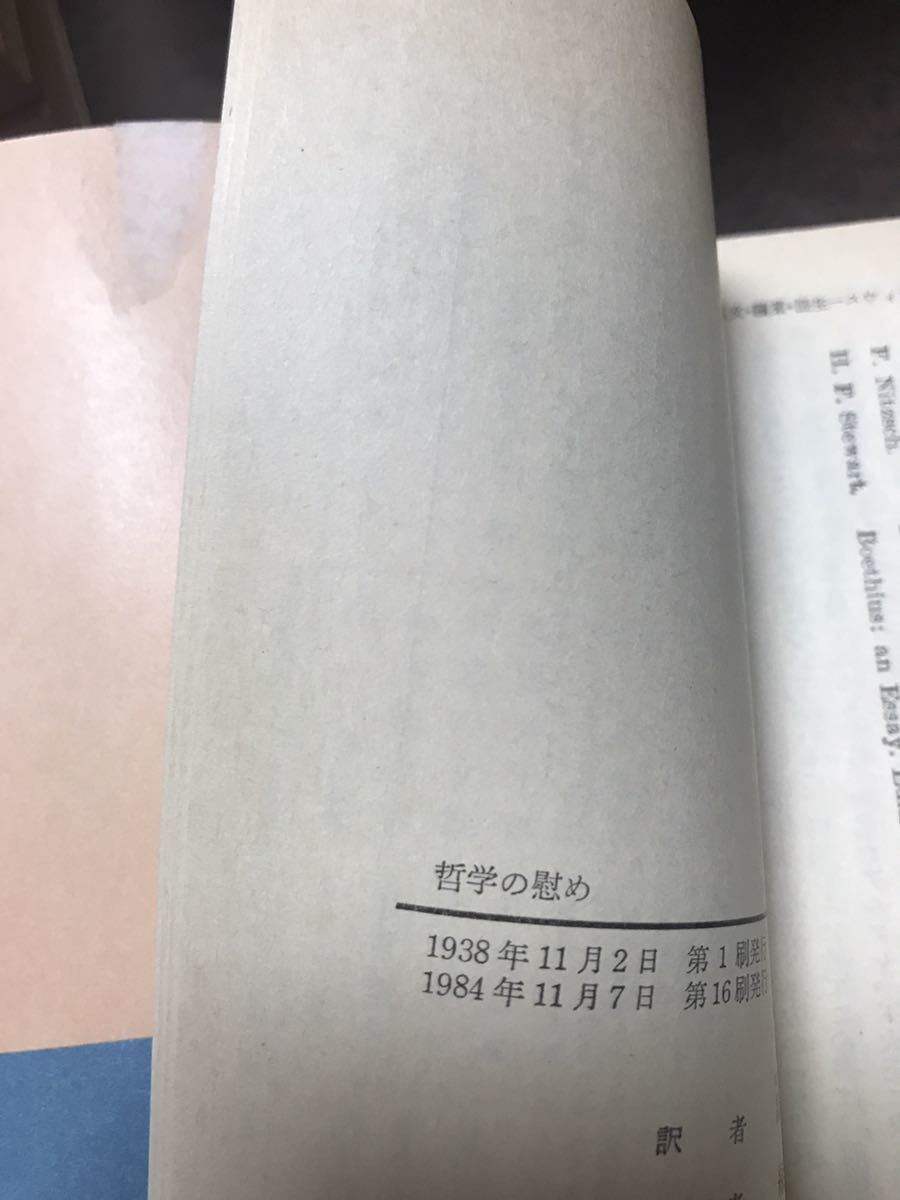 哲学の慰め
1938年11月2日 第1刷発行
1984年11月7日 第16刷発行
訳者
F. Nitzsch.
H. F. Stewart. Boethius: an Essay.